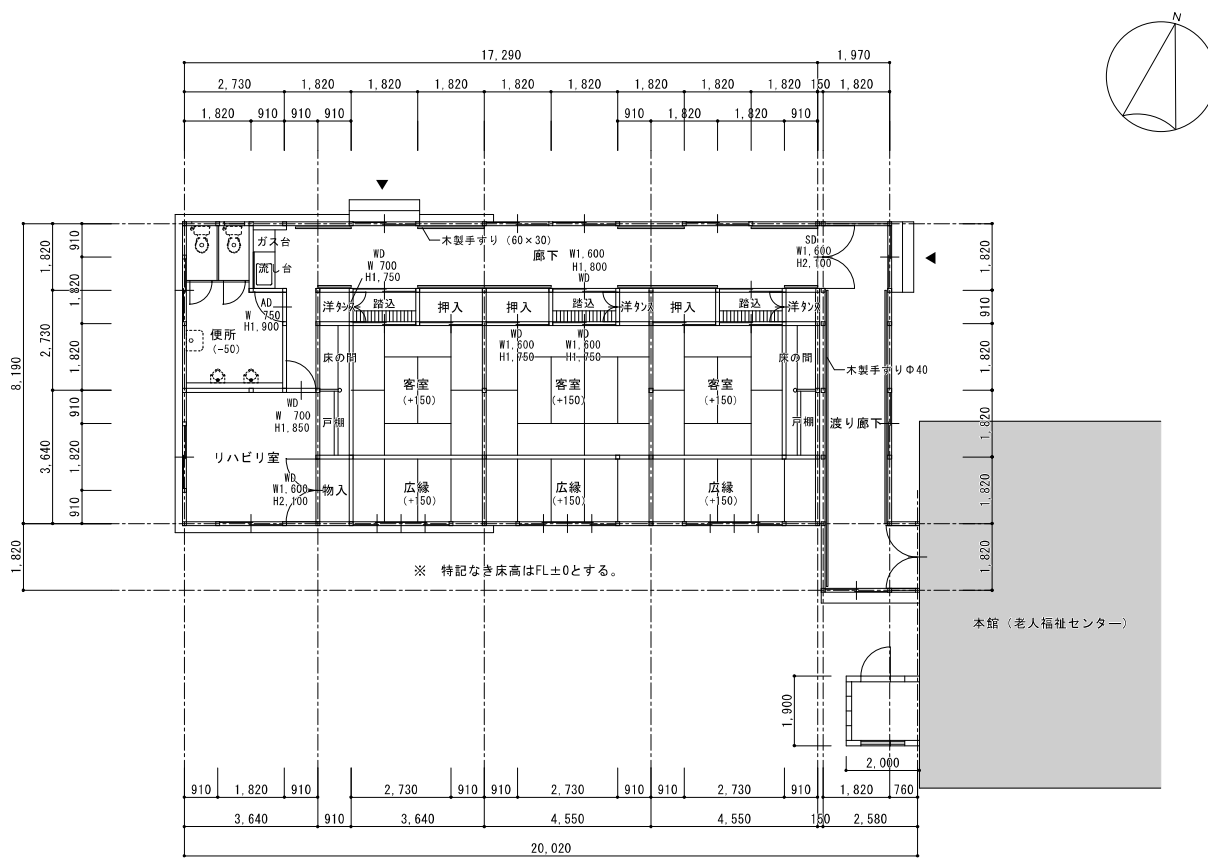 N
17,290
1,970
2,730
1,820
1,820
1,820
1,820
1,820
1,820
1,820
150
1,820
1,820
910
910
910
910
1,820
1,820
910
木製手すり（60×30）
ガス台
流し台
廊下
W1,600
H1,800
WD
SD
W1,600
H2,100
WD
W 700
H1,750
洋タンス
踏込
押入
押入
踏込
洋タンス
押入
踏込
洋タンス
AD
W 750
H1,900
便所
(-50)
WD
W1,600
H1,750
WD
W1,600
H1,750
床の間
床の間
木製手すりΦ40
客室
(+150)
客室
(+150)
客室
(+150)
WD
W 700
H1,850
戸棚
戸棚
渡り廊下
リハビリ室
WD
W1,600
H2,100
物入
広縁
(+150)
広縁
(+150)
広縁
(+150)
※ 特記なき床高はFL±0とする。
本館（老人福祉センター）
8,190
1,820
1,820
2,730
3,640
910
910
1,820
910
1,820
910
1,820
910
1,820
1,820
1,820
1,820
1,900
2,000
910
1,820
910
2,730
910
2,730
910
910
2,730
910
1,820
760
3,640
910
3,640
4,550
4,550
150
2,580
20,020